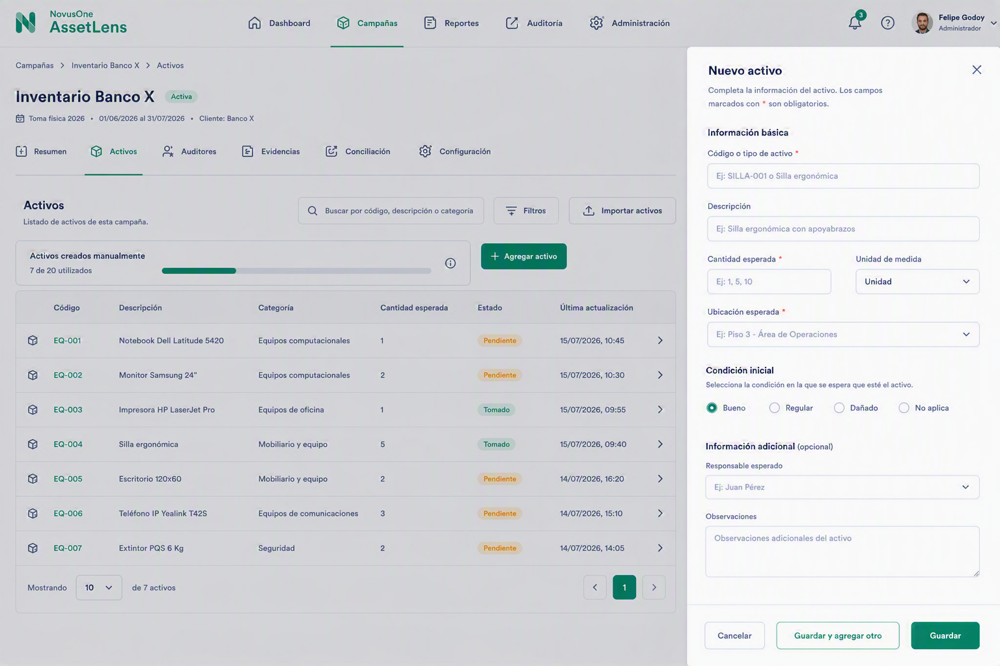 NovusOne
AssetLens
Dashboard
Campañas
Reportes
Auditoría
Administración
3
Felipe Godoy
Administrador
Campañas > Inventario Banco X > Activos
Inventario Banco X
Activa
Toma física 2026 • 01/06/2026 al 31/07/2026 • Cliente: Banco X
Resumen
Activos
Auditores
Evidencias
Conciliación
Configuración
Activos
Listado de activos de esta campaña.
Buscar por código, descripción o categoría
Filtros
Importar activos
Activos creados manualmente
7 de 20 utilizados
+ Agregar activo
Código Descripción Categoría Cantidad esperada Estado Última actualización
EQ-001 Notebook Dell Latitude 5420 Equipos computacionales 1 Pendiente 15/07/2026, 10:45
EQ-002 Monitor Samsung 24" Equipos computacionales 2 Pendiente 15/07/2026, 10:30
EQ-003 Impresora HP LaserJet Pro Equipos de oficina 1 Tomado 15/07/2026, 09:55
EQ-004 Silla ergonómica Mobiliario y equipo 5 Tomado 15/07/2026, 09:40
EQ-005 Escritorio 120x60 Mobiliario y equipo 2 Pendiente 14/07/2026, 16:20
EQ-006 Teléfono IP Yealink T42S Equipos de comunicaciones 3 Pendiente 14/07/2026, 15:10
EQ-007 Extintor PQS 6 Kg Seguridad 2 Pendiente 14/07/2026, 14:05
Mostrando 10 de 7 activos
1
Nuevo activo
Completa la información del activo. Los campos
marcados con * son obligatorios.
Información básica
Código o tipo de activo *
Ej: SILLA-001 o Silla ergonómica
Descripción
Ej: Silla ergonómica con apoyabrazos
Cantidad esperada * Unidad de medida
Ej: 1, 5, 10 Unidad
Ubicación esperada *
Ej: Piso 3 - Área de Operaciones
Condición inicial
Selecciona la condición en la que se espera que esté el activo.
Bueno Regular Dañado No aplica
Información adicional (opcional)
Responsable esperado
Ej: Juan Pérez
Observaciones
Observaciones adicionales del activo
Cancelar Guardar y agregar otro Guardar